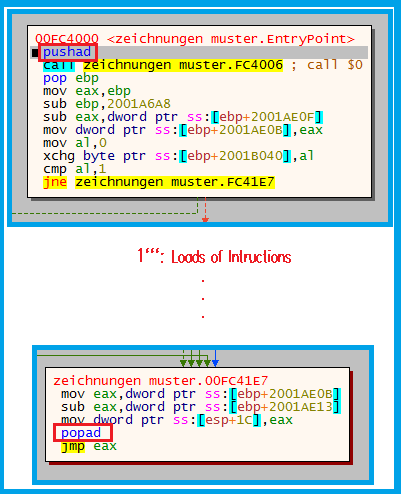 00FC4000 <zeichnungen muster.EntryPoint>
pushad
call zeichnungen muster.FC4006 ; call $0
pop ebp
mov eax,ebp
sub ebp,2001A6A8
sub eax,dword ptr ss:[ebp+2001AE0F]
mov dword ptr ss:[ebp+2001AE0B],eax
mov al,0
xchg byte ptr ss:[ebp+2001B040],al
cmp al,1
jne zeichnungen muster.FC41E7
1""": Loads of Intructions
.
.
.
zeichnungen muster.00FC41E7
mov eax,dword ptr ss:[ebp+2001AE0B]
sub eax,dword ptr ss:[ebp+2001AE13]
mov dword ptr ss:[esp+1C],eax
popad
jmp eax